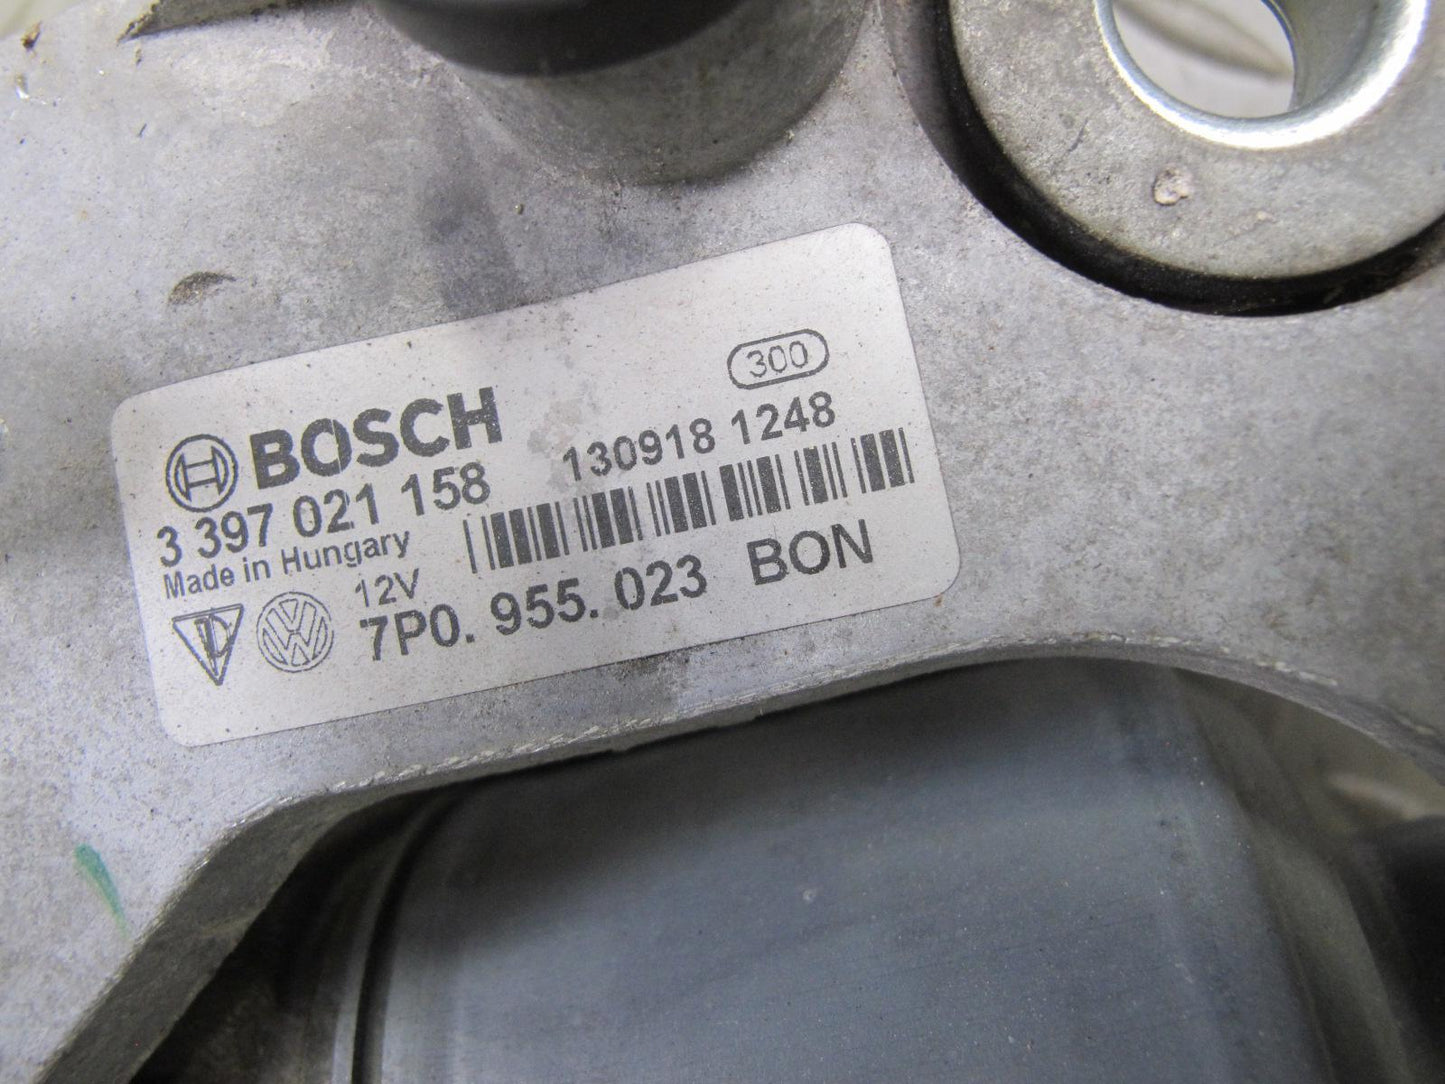 300
BOSCH
130918 1248
3 397 021 158
Made in Hungary
12V
7P0. 955. 023 BON